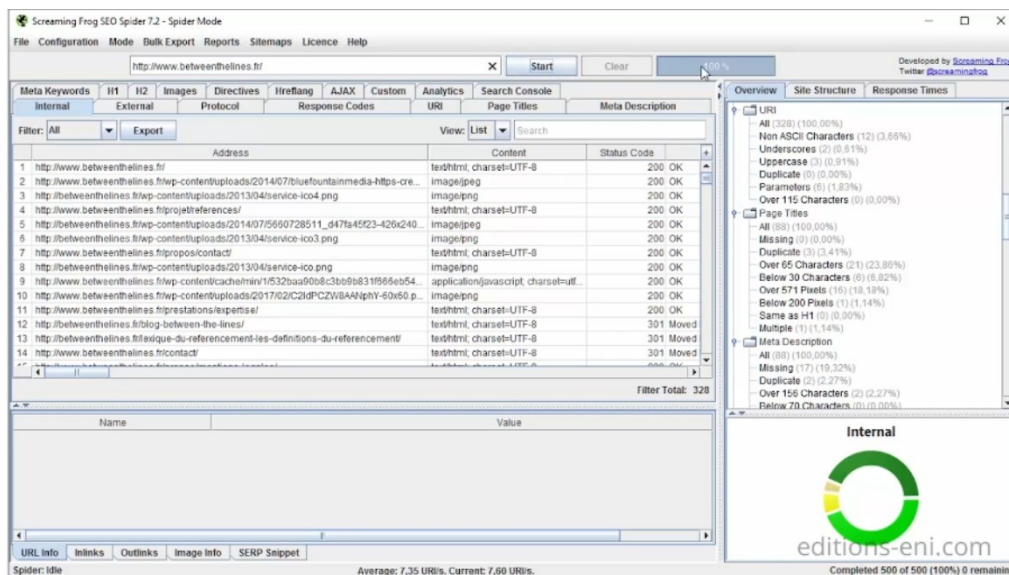 Screaming Frog SEO Spider 7.2 - Spider Mode
File Configuration Mode Bulk Export Reports Sitemaps Licence Help
http://www.betweenthelines.fr/ Start Clear 100 %
Developed by Screaming Frog
Twitter @screamingfrog
Meta Keywords H1 H2 Images Directives Hreflang AJAX Custom Analytics Search Console
Internal External Protocol Response Codes URI Page Titles Meta Description
Filter: All Export View: List Search
Address Content Status Code
1 http://www.betweenthelines.fr/ text/html; charset=UTF-8 200 OK
2 http://www.betweenthelines.fr/wp-content/uploads/2014/07/bluefountainmedia-https-cre... image/jpeg 200 OK
3 http://www.betweenthelines.fr/wp-content/uploads/2013/04/service-ico4.png image/png 200 OK
4 http://www.betweenthelines.fr/projet/references/ text/html; charset=UTF-8 200 OK
5 http://www.betweenthelines.fr/wp-content/uploads/2014/07/5660728511_d47fa45f23-426x240... image/jpeg 200 OK
6 http://www.betweenthelines.fr/wp-content/uploads/2013/04/service-ico3.png image/png 200 OK
7 http://www.betweenthelines.fr/propos/contact/ text/html; charset=UTF-8 200 OK
8 http://www.betweenthelines.fr/wp-content/uploads/2013/04/service-ico.png image/png 200 OK
9 http://www.betweenthelines.fr/wp-content/cache/min/1/532baa90b8c3bb9b831f666eb54... application/javascript; charset=utf... 200 OK
10 http://www.betweenthelines.fr/wp-content/uploads/2017/02/C2IdPCZW8AANphY-60x60.p... image/png 200 OK
11 http://www.betweenthelines.fr/prestations/expertise/ text/html; charset=UTF-8 200 OK
12 http://betweenthelines.fr/blog-between-the-lines/ text/html; charset=UTF-8 301 Moved
13 http://betweenthelines.fr/lexique-du-referencement-les-definitions-du-referencement/ text/html; charset=UTF-8 301 Moved
14 http://www.betweenthelines.fr/contact/ text/html; charset=UTF-8 301 Moved
Filter Total: 328
Name Value
URL Info Inlinks Outlinks Image Info SERP Snippet
Overview Site Structure Response Times
URI
All (328) (100,00%)
Non ASCII Characters (12) (3,66%)
Underscores (2) (0,61%)
Uppercase (3) (0,91%)
Duplicate (0) (0,00%)
Parameters (6) (1,83%)
Over 115 Characters (0) (0,00%)
Page Titles
All (88) (100,00%)
Missing (0) (0,00%)
Duplicate (3) (3,41%)
Over 65 Characters (21) (23,86%)
Below 30 Characters (6) (6,82%)
Over 571 Pixels (16) (18,18%)
Below 200 Pixels (1) (1,14%)
Same as H1 (0) (0,00%)
Multiple (1) (1,14%)
Meta Description
All (88) (100,00%)
Missing (17) (19,32%)
Duplicate (2) (2,27%)
Over 156 Characters (2) (2,27%)
Below 70 Characters (0) (0,00%)
Internal
editions-eni.com
Spider: Idle Average: 7,35 URI/s. Current: 7,60 URI/s. Completed 500 of 500 (100%) 0 remainin